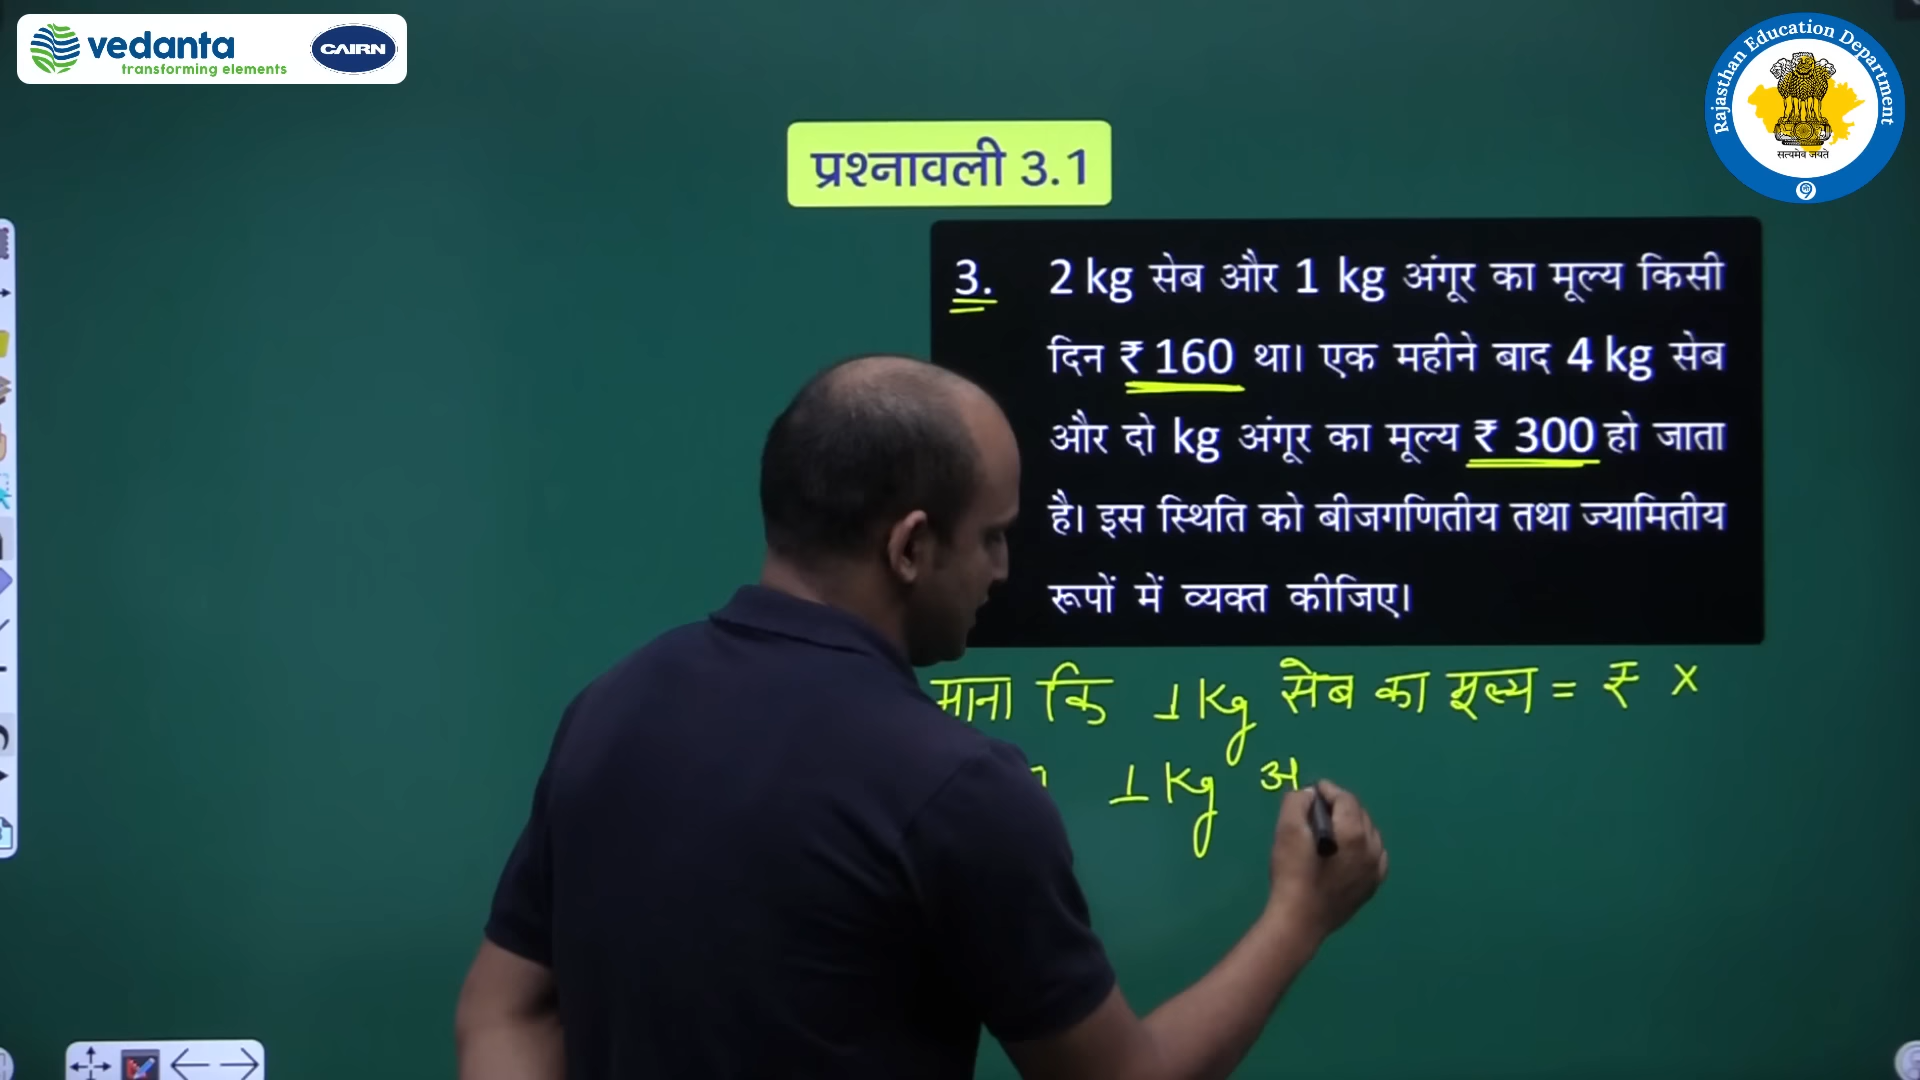 vedanta
transforming elements
CAIRN
Rajasthan Education Department
सत्यमेव जयते
प्रश्नावली 3.1
3. 2 kg सेब और 1 kg अंगूर का मूल्य किसी
दिन ₹ 160 था। एक महीने बाद 4 kg सेब
और दो kg अंगूर का मूल्य ₹ 300 हो जाता
है। इस स्थिति को बीजगणितीय तथा ज्यामितीय
रूपों में व्यक्त कीजिए।
माना कि 1 Kg सेब का मूल्य = ₹ x
1 Kg अ